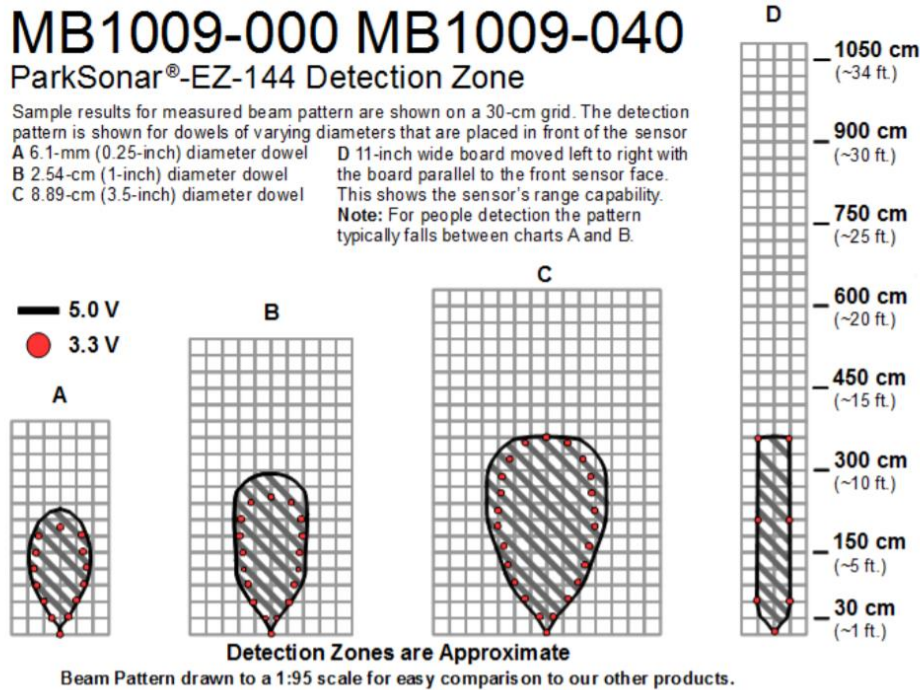 MB1009-000 MB1009-040
ParkSonar®-EZ-144 Detection Zone
Sample results for measured beam pattern are shown on a 30-cm grid. The detection
pattern is shown for dowels of varying diameters that are placed in front of the sensor
A 6.1-mm (0.25-inch) diameter dowel
B 2.54-cm (1-inch) diameter dowel
C 8.89-cm (3.5-inch) diameter dowel
D 11-inch wide board moved left to right with
the board parallel to the front sensor face.
This shows the sensor's range capability.
Note: For people detection the pattern
typically falls between charts A and B.
5.0 V
3.3 V
A
B
C
D
1050 cm
(~34 ft.)
900 cm
(~30 ft.)
750 cm
(~25 ft.)
600 cm
(~20 ft.)
450 cm
(~15 ft.)
300 cm
(~10 ft.)
150 cm
(~5 ft.)
30 cm
(~1 ft.)
Detection Zones are Approximate
Beam Pattern drawn to a 1:95 scale for easy comparison to our other products.